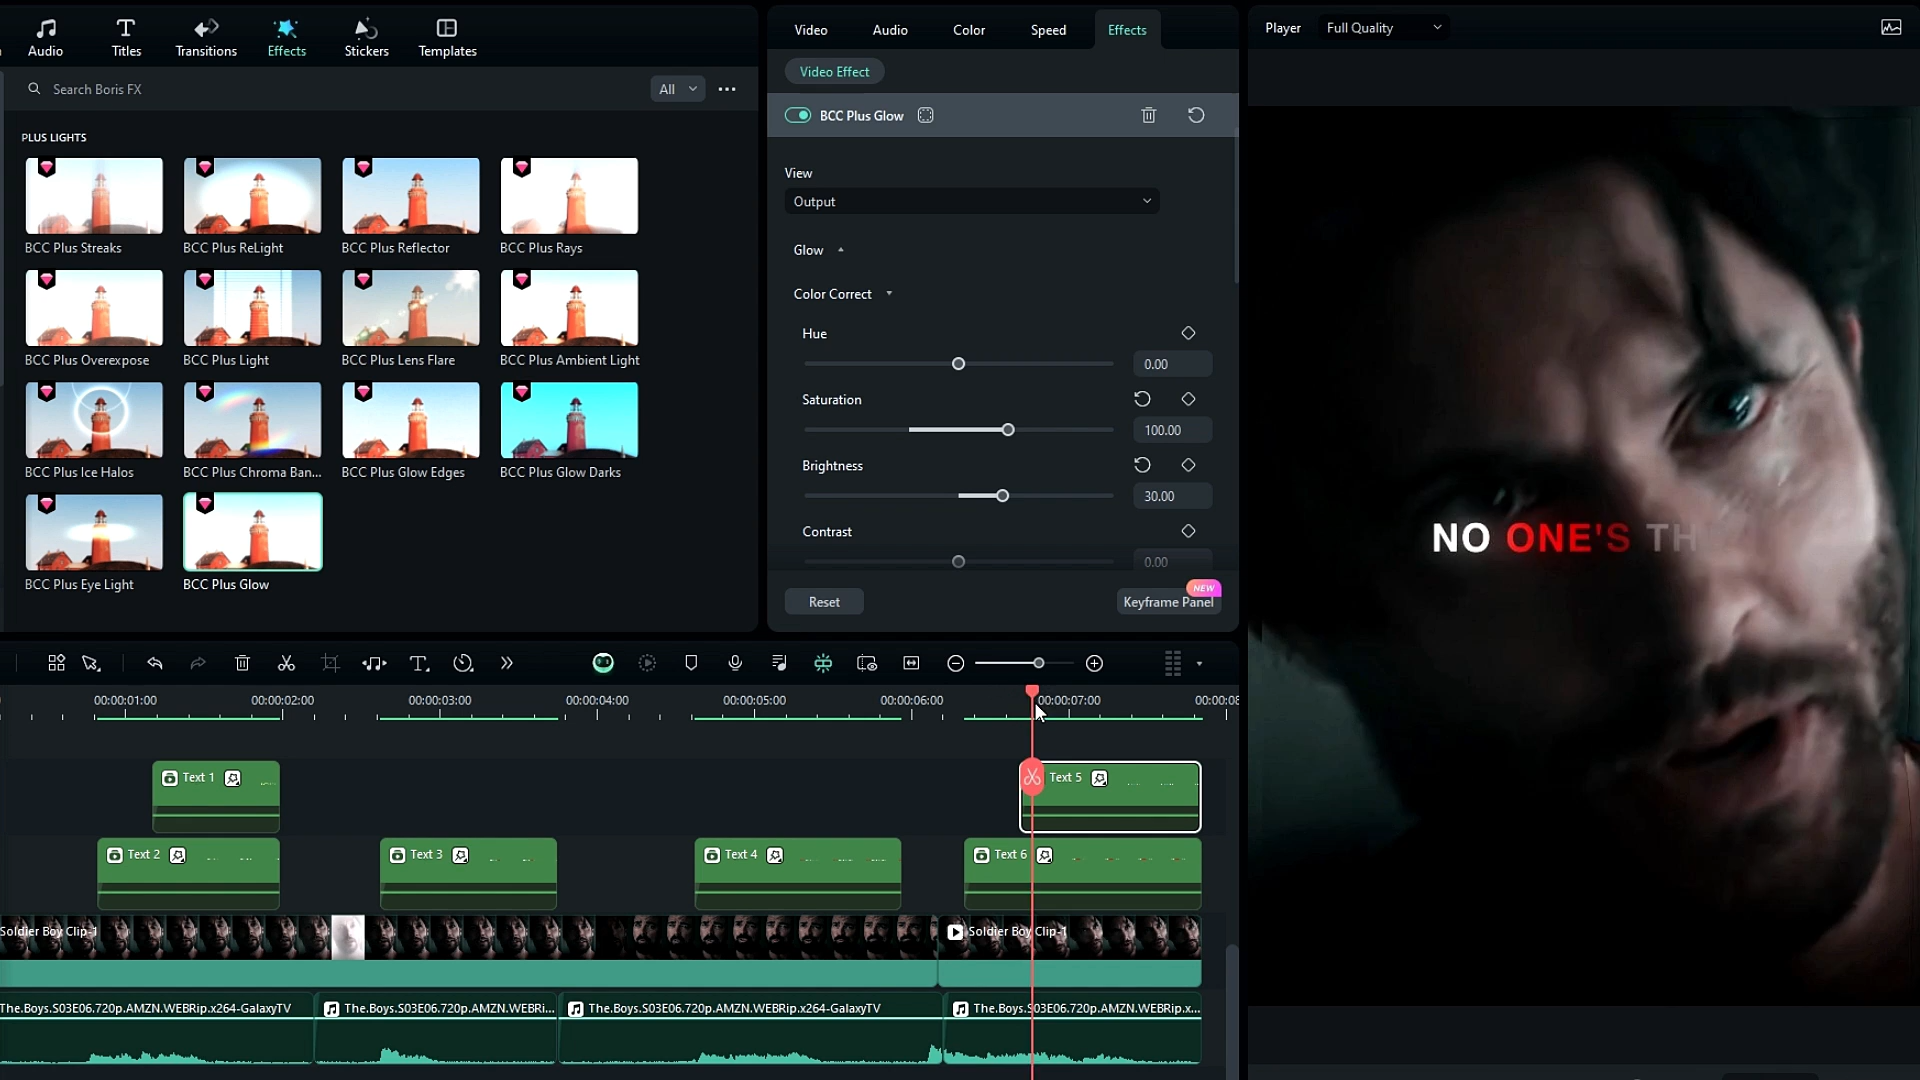 Audio
Titles
Transitions
Effects
Stickers
Templates
Search Boris FX
All
PLUS LIGHTS
BCC Plus Streaks
BCC Plus ReLight
BCC Plus Reflector
BCC Plus Rays
BCC Plus Overexpose
BCC Plus Light
BCC Plus Lens Flare
BCC Plus Ambient Light
BCC Plus Ice Halos
BCC Plus Chroma Ban...
BCC Plus Glow Edges
BCC Plus Glow Darks
BCC Plus Eye Light
BCC Plus Glow
Video
Audio
Color
Speed
Effects
Video Effect
BCC Plus Glow
View
Output
Glow
Color Correct
Hue
0.00
Saturation
100.00
Brightness
30.00
Contrast
0.00
Reset
NEW
Keyframe Panel
Player
Full Quality
NO ONE'S TH
00:00:01:00
00:00:02:00
00:00:03:00
00:00:04:00
00:00:05:00
00:00:06:00
00:00:07:00
00:00:08
Text 1
Text 5
Text 2
Text 3
Text 4
Text 6
Soldier Boy Clip-1
Soldier Boy Clip-1
The.Boys.S03E06.720p.AMZN.WEBRip.x264-GalaxyTV
The.Boys.S03E06.720p.AMZN.WEBRi...
The.Boys.S03E06.720p.AMZN.WEBRip.x264-GalaxyTV
The.Boys.S03E06.720p.AMZN.WEBRip.x...